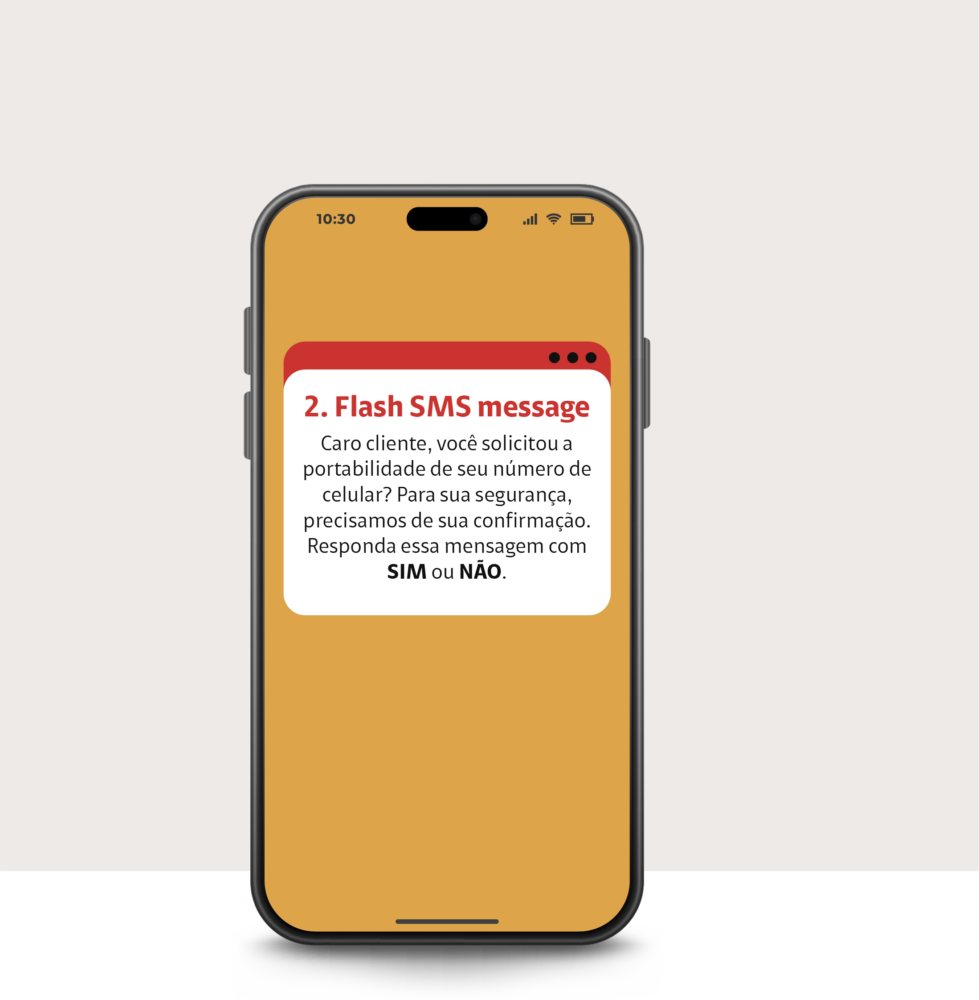 10:30
2. Flash SMS message
Caro cliente, você solicitou a
portabilidade de seu número de
celular? Para sua segurança,
precisamos de sua confirmação.
Responda essa mensagem com
SIM ou NÃO.